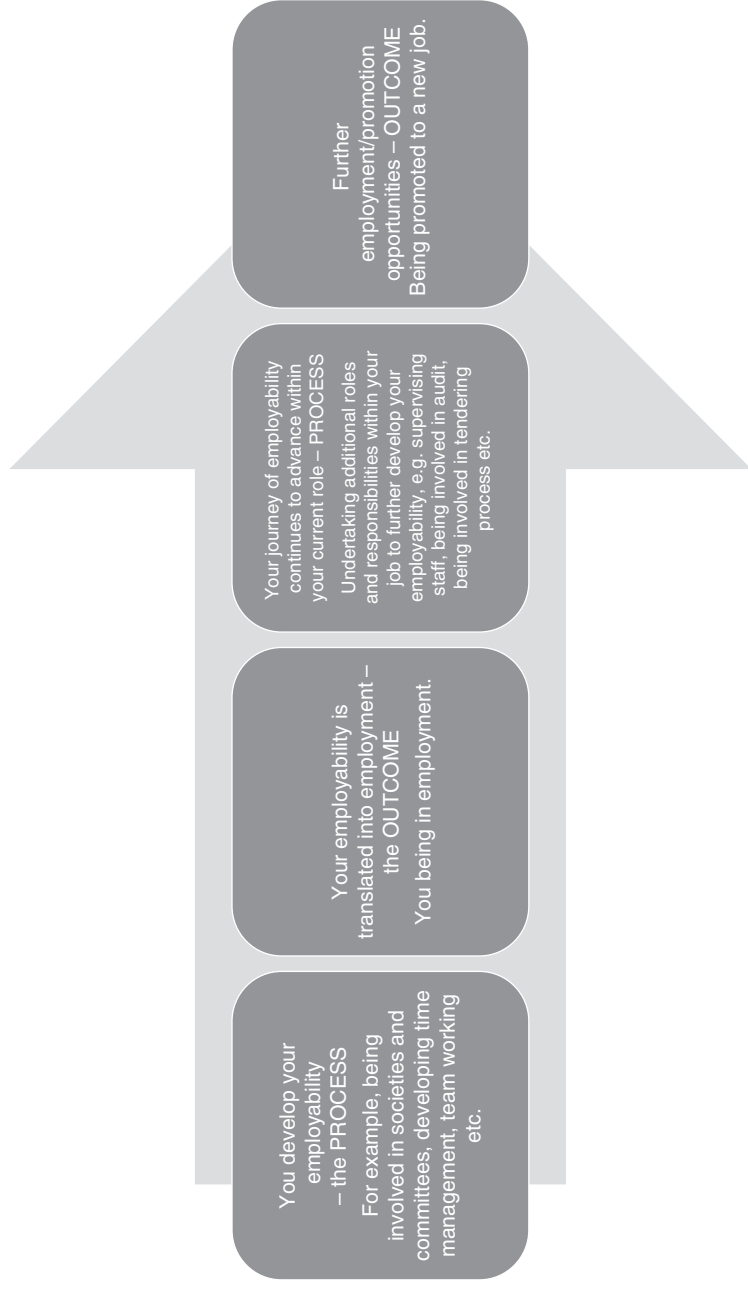 You develop your
employability
– the PROCESS
For example, being
involved in societies and
committees, developing time
management, team working
etc.
Your employability is
translated into employment –
the OUTCOME
You being in employment.
Your journey of employability
continues to advance within
your current role – PROCESS
Undertaking additional roles
and responsibilities within your
job to further develop your
employability, e.g. supervising
staff, being involved in audit,
being involved in tendering
process etc.
Further
employment/promotion
opportunities – OUTCOME
Being promoted to a new job.